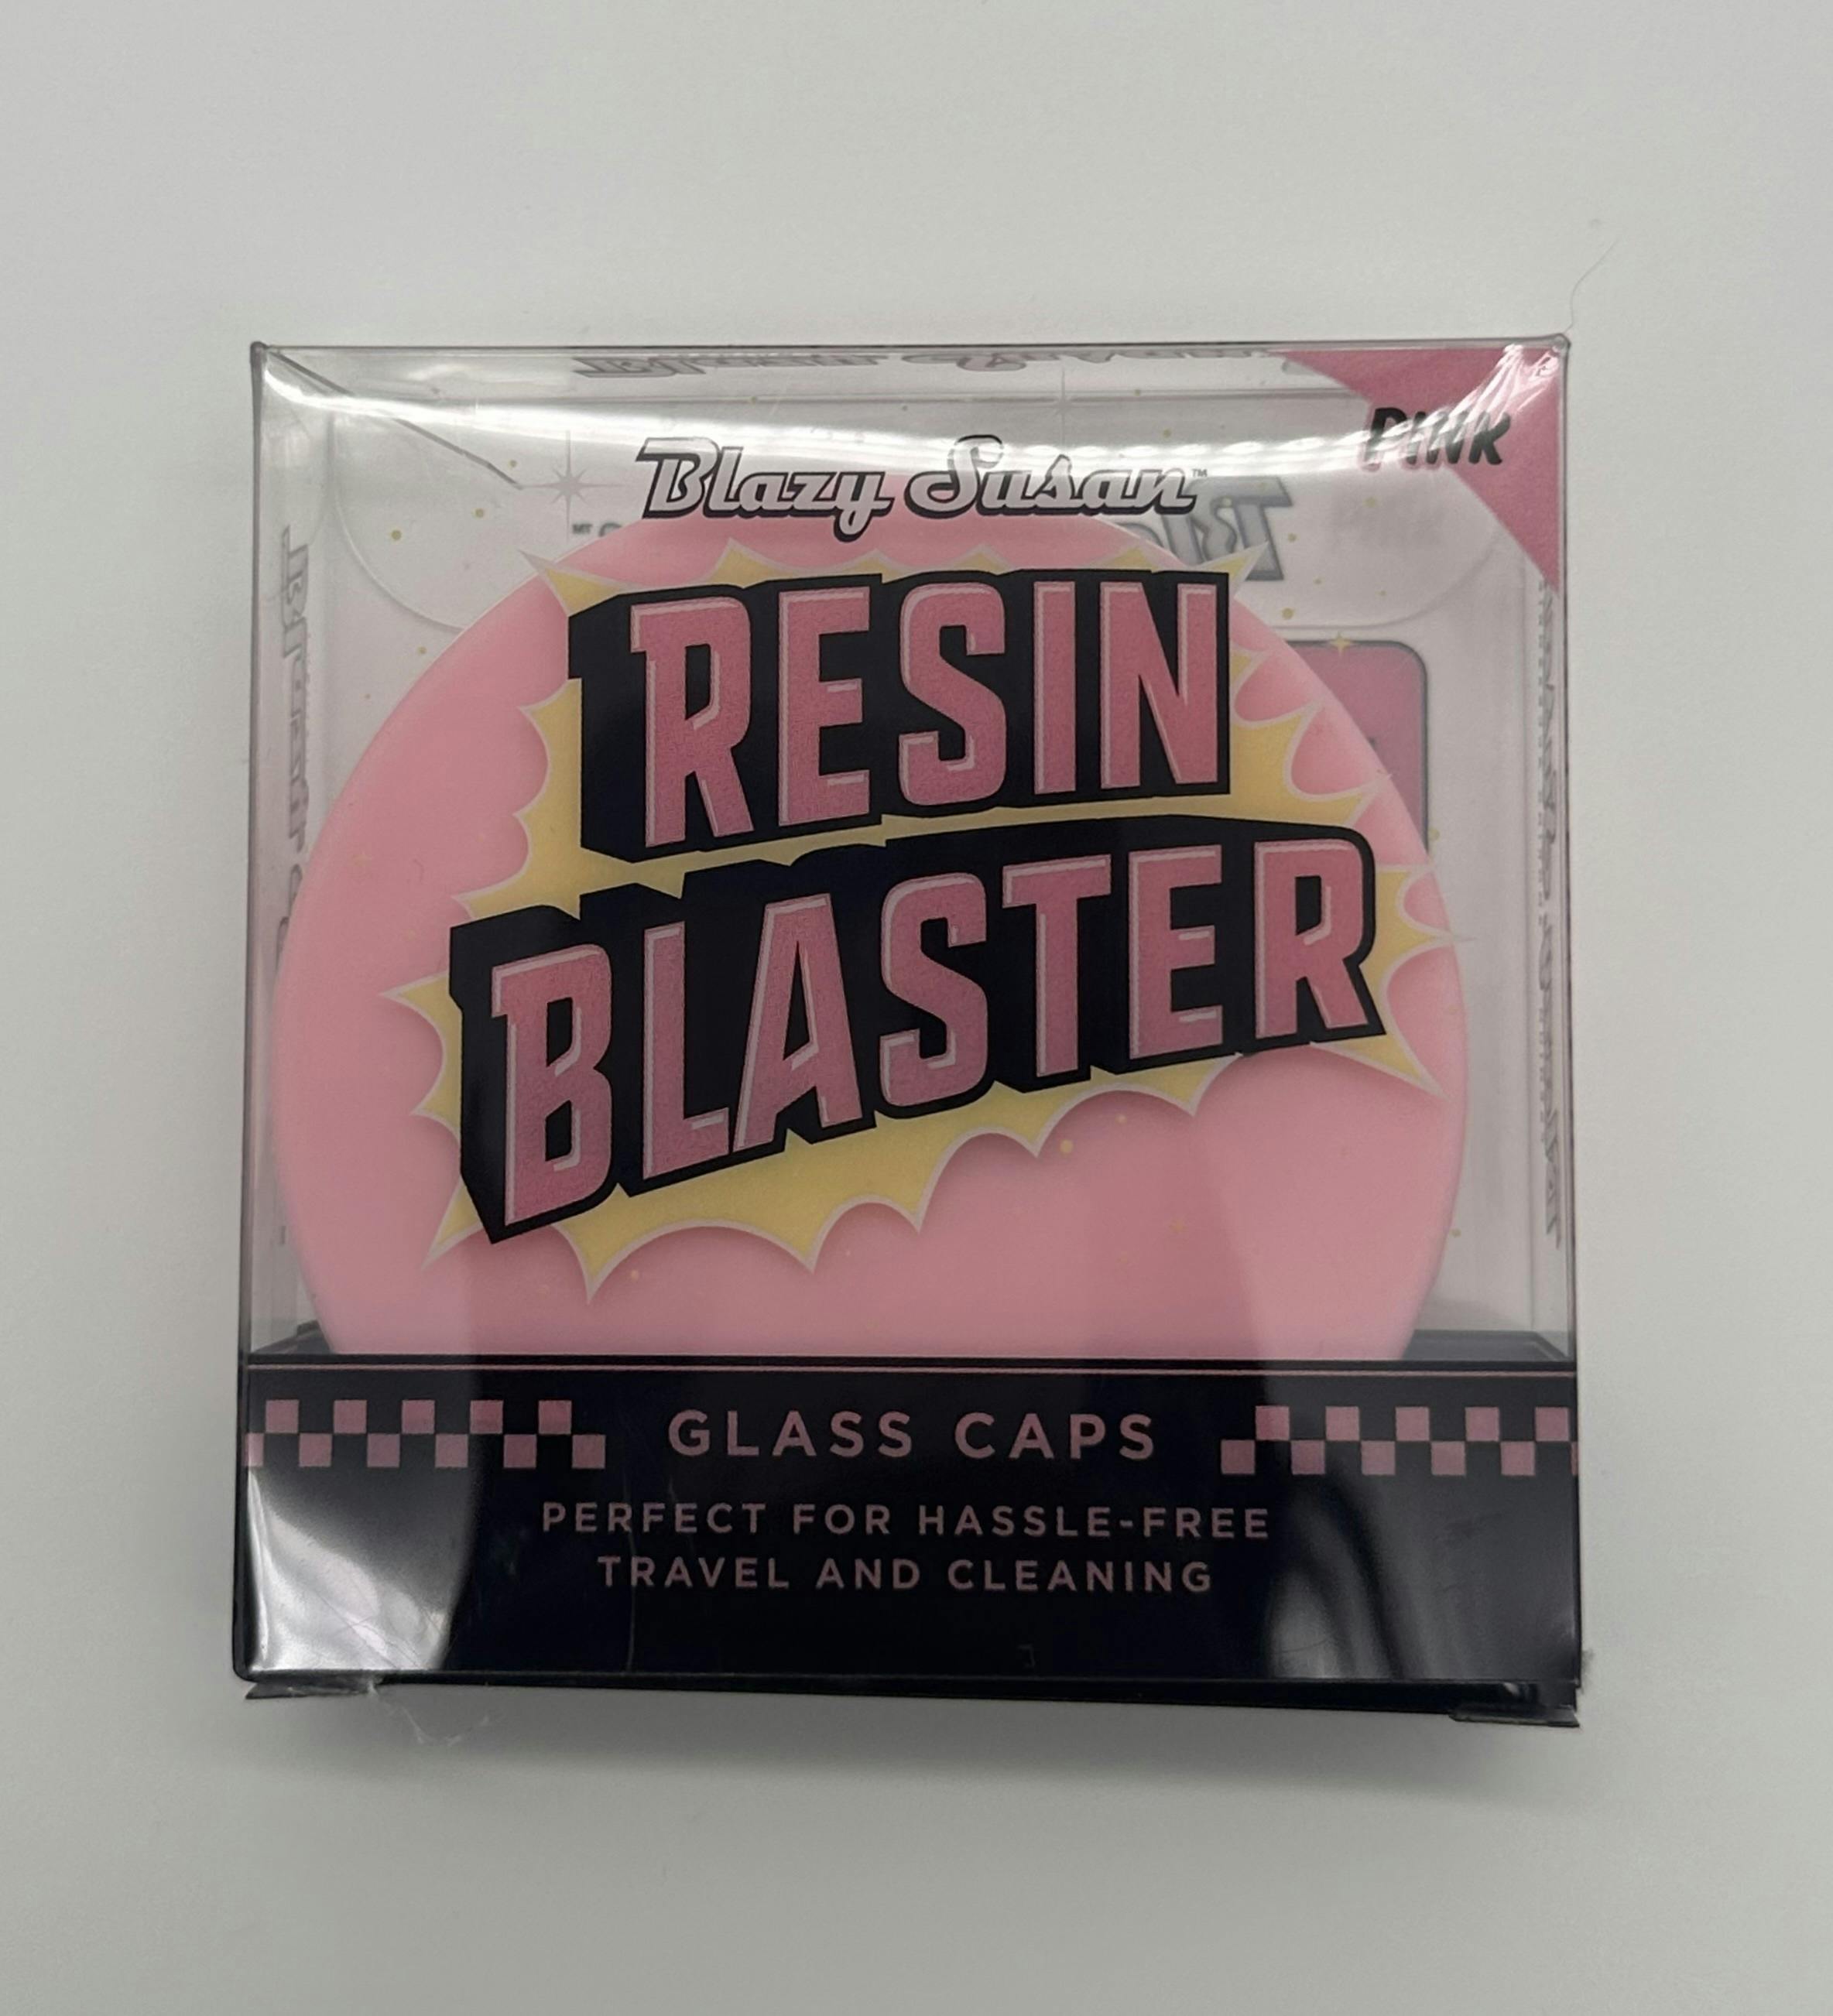 Blazy Susan™
PINK
RESIN
BLASTER
GLASS CAPS
PERFECT FOR HASSLE-FREE
TRAVEL AND CLEANING